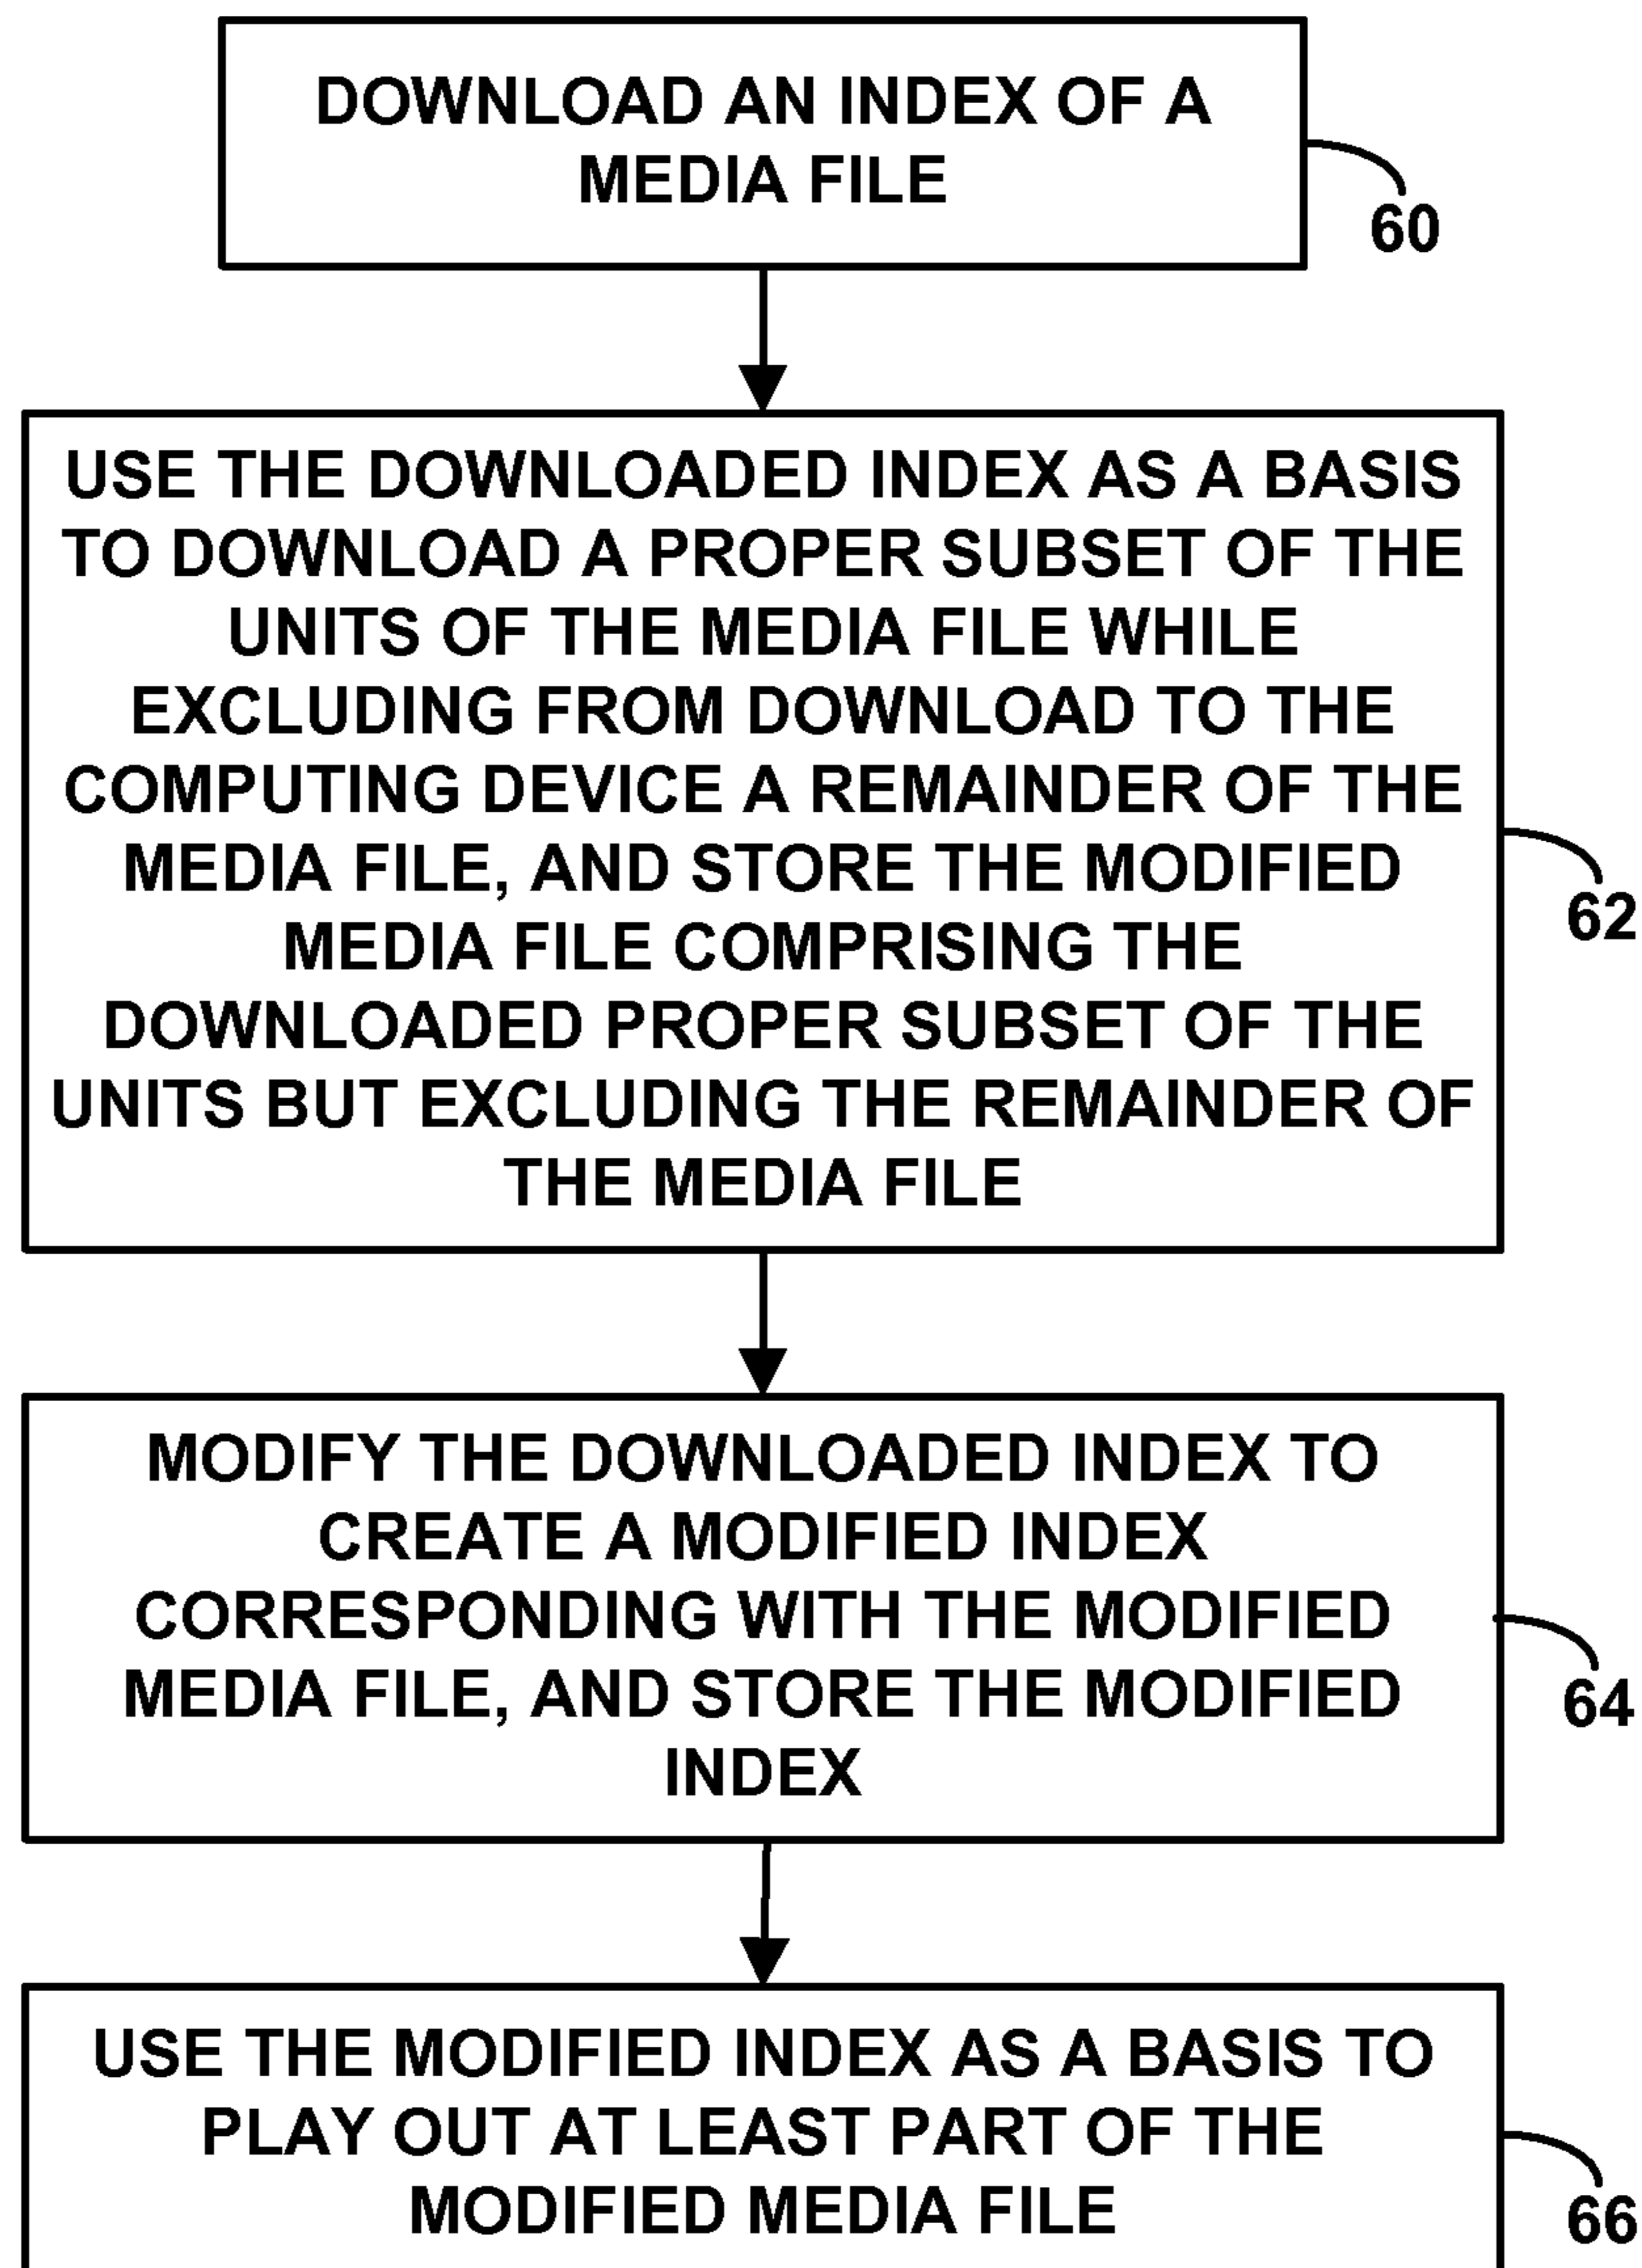 DOWNLOAD AN INDEX OF A
MEDIA FILE
60
USE THE DOWNLOADED INDEX AS A BASIS
TO DOWNLOAD A PROPER SUBSET OF THE
UNITS OF THE MEDIA FILE WHILE
EXCLUDING FROM DOWNLOAD TO THE
COMPUTING DEVICE A REMAINDER OF THE
MEDIA FILE, AND STORE THE MODIFIED
MEDIA FILE COMPRISING THE
DOWNLOADED PROPER SUBSET OF THE
UNITS BUT EXCLUDING THE REMAINDER OF
THE MEDIA FILE
62
MODIFY THE DOWNLOADED INDEX TO
CREATE A MODIFIED INDEX
CORRESPONDING WITH THE MODIFIED
MEDIA FILE, AND STORE THE MODIFIED
INDEX
64
USE THE MODIFIED INDEX AS A BASIS TO
PLAY OUT AT LEAST PART OF THE
MODIFIED MEDIA FILE
66